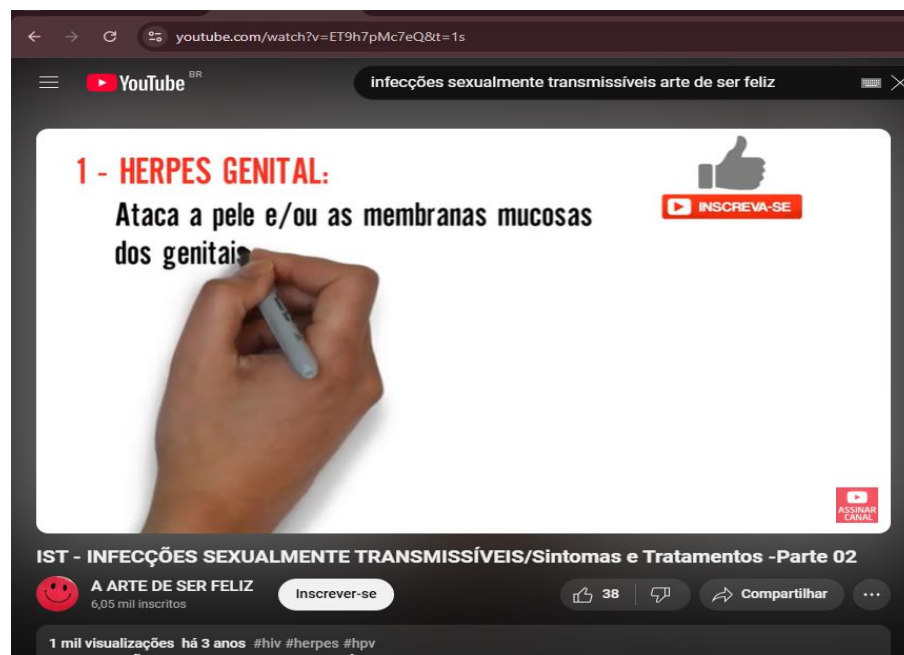 youtube.com/watch?v=ET9h7pMc7eQ&t=1s
YouTube BR
infecções sexualmente transmissíveis arte de ser feliz
1 - HERPES GENITAL:
Ataca a pele e/ou as membranas mucosas
dos genitais
INSCREVA-SE
ASSINAR
CANAL
IST - INFECÇÕES SEXUALMENTE TRANSMISSÍVEIS/Sintomas e Tratamentos -Parte 02
A ARTE DE SER FELIZ
6,05 mil inscritos
Inscrever-se
38
Compartilhar
1 mil visualizações há 3 anos #hiv #herpes #hpv